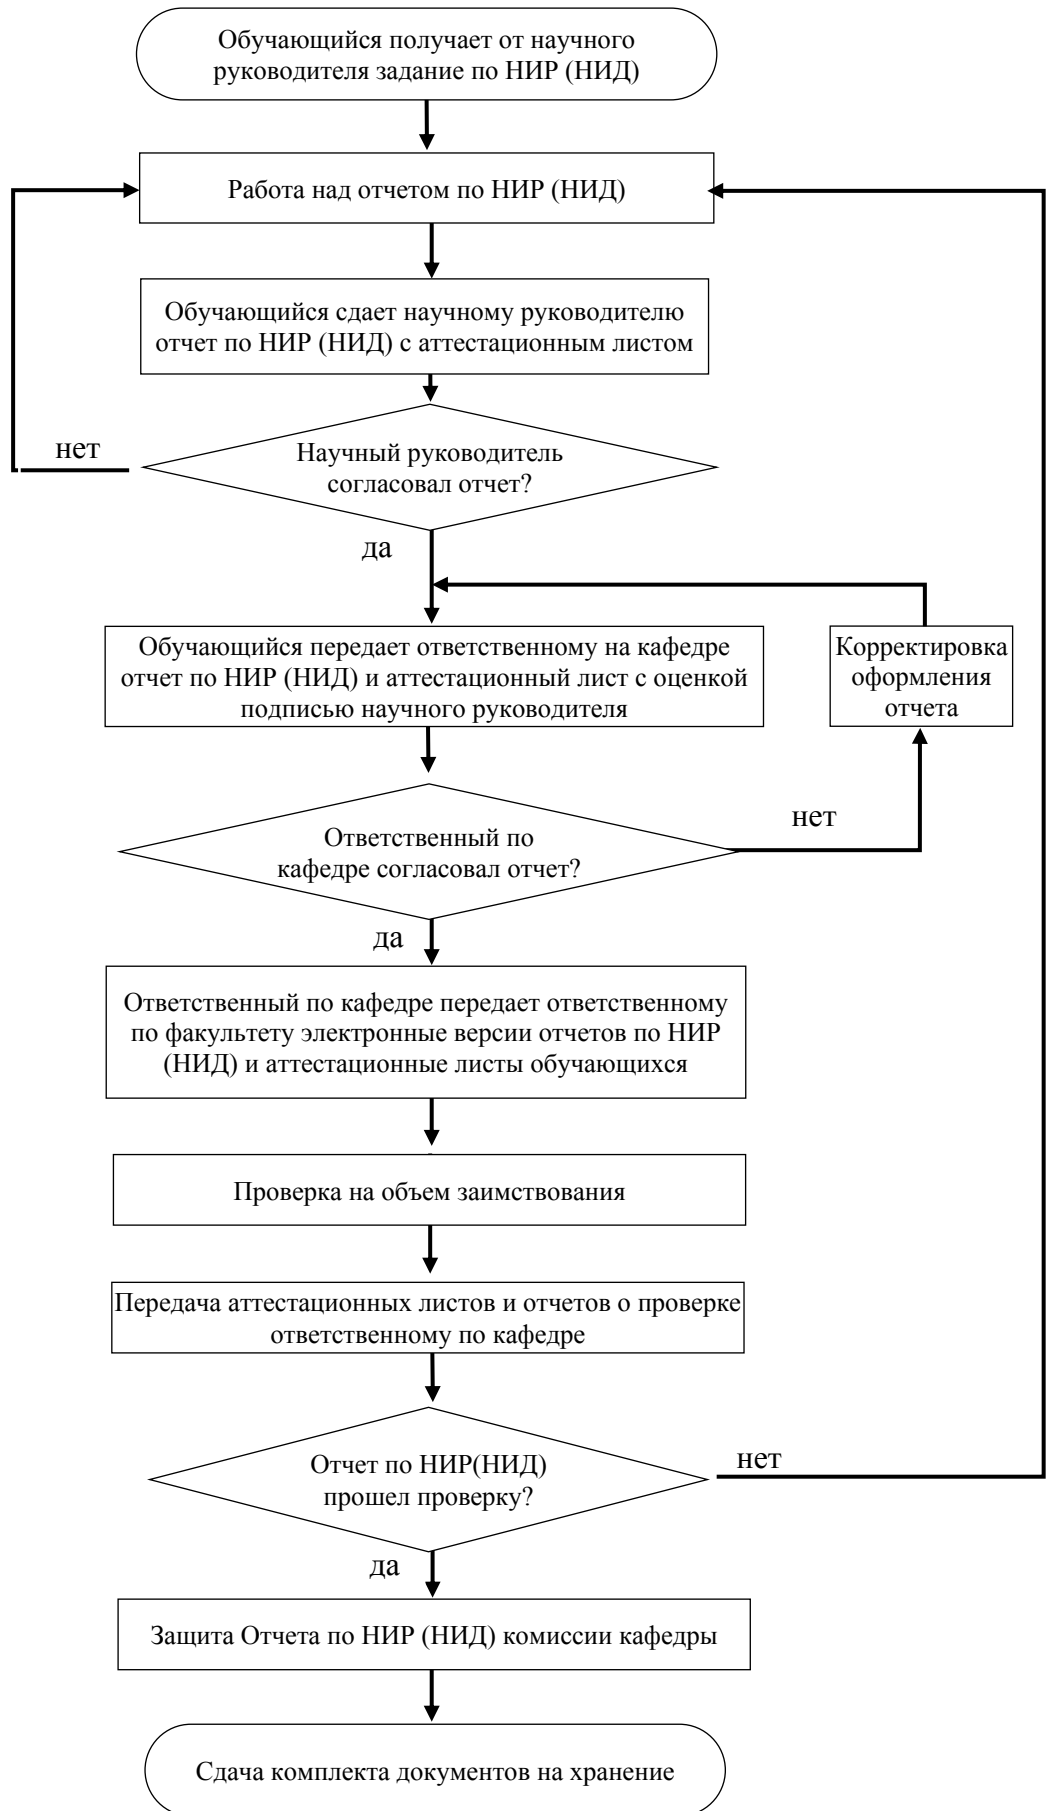 Обучающийся получает от научного
руководителя задание по НИР (НИД)
Работа над отчетом по НИР (НИД)
Обучающийся сдает научному руководителю
отчет по НИР (НИД) с аттестационным листом
нет
Научный руководитель
согласовал отчет?
да
Обучающийся передает ответственному на кафедре
отчет по НИР (НИД) и аттестационный лист с оценкой
подписью научного руководителя
Корректировка
оформления
отчета
нет
Ответственный по
кафедре согласовал отчет?
да
Ответственный по кафедре передает ответственному
по факультету электронные версии отчетов по НИР
(НИД) и аттестационные листы обучающихся
Проверка на объем заимствования
Передача аттестационных листов и отчетов о проверке
ответственному по кафедре
Отчет по НИР(НИД)
прошел проверку?
нет
да
Защита Отчета по НИР (НИД) комиссии кафедры
Сдача комплекта документов на хранение